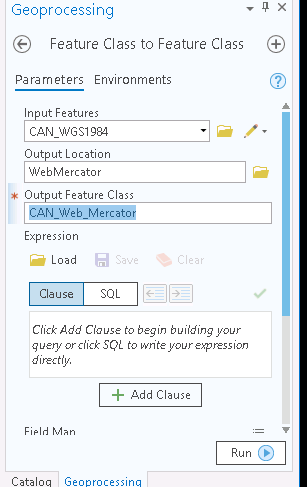 Geoprocessing
Feature Class to Feature Class
Parameters Environments
?
Input Features
CAN_WGS1984
Output Location
WebMercator
* Output Feature Class
CAN_Web_Mercator
Expression
Load Save Clear
Clause SQL
Click Add Clause to begin building your
query or click SQL to write your expression
directly.
+ Add Clause
Field Map
Run
Catalog Geoprocessing